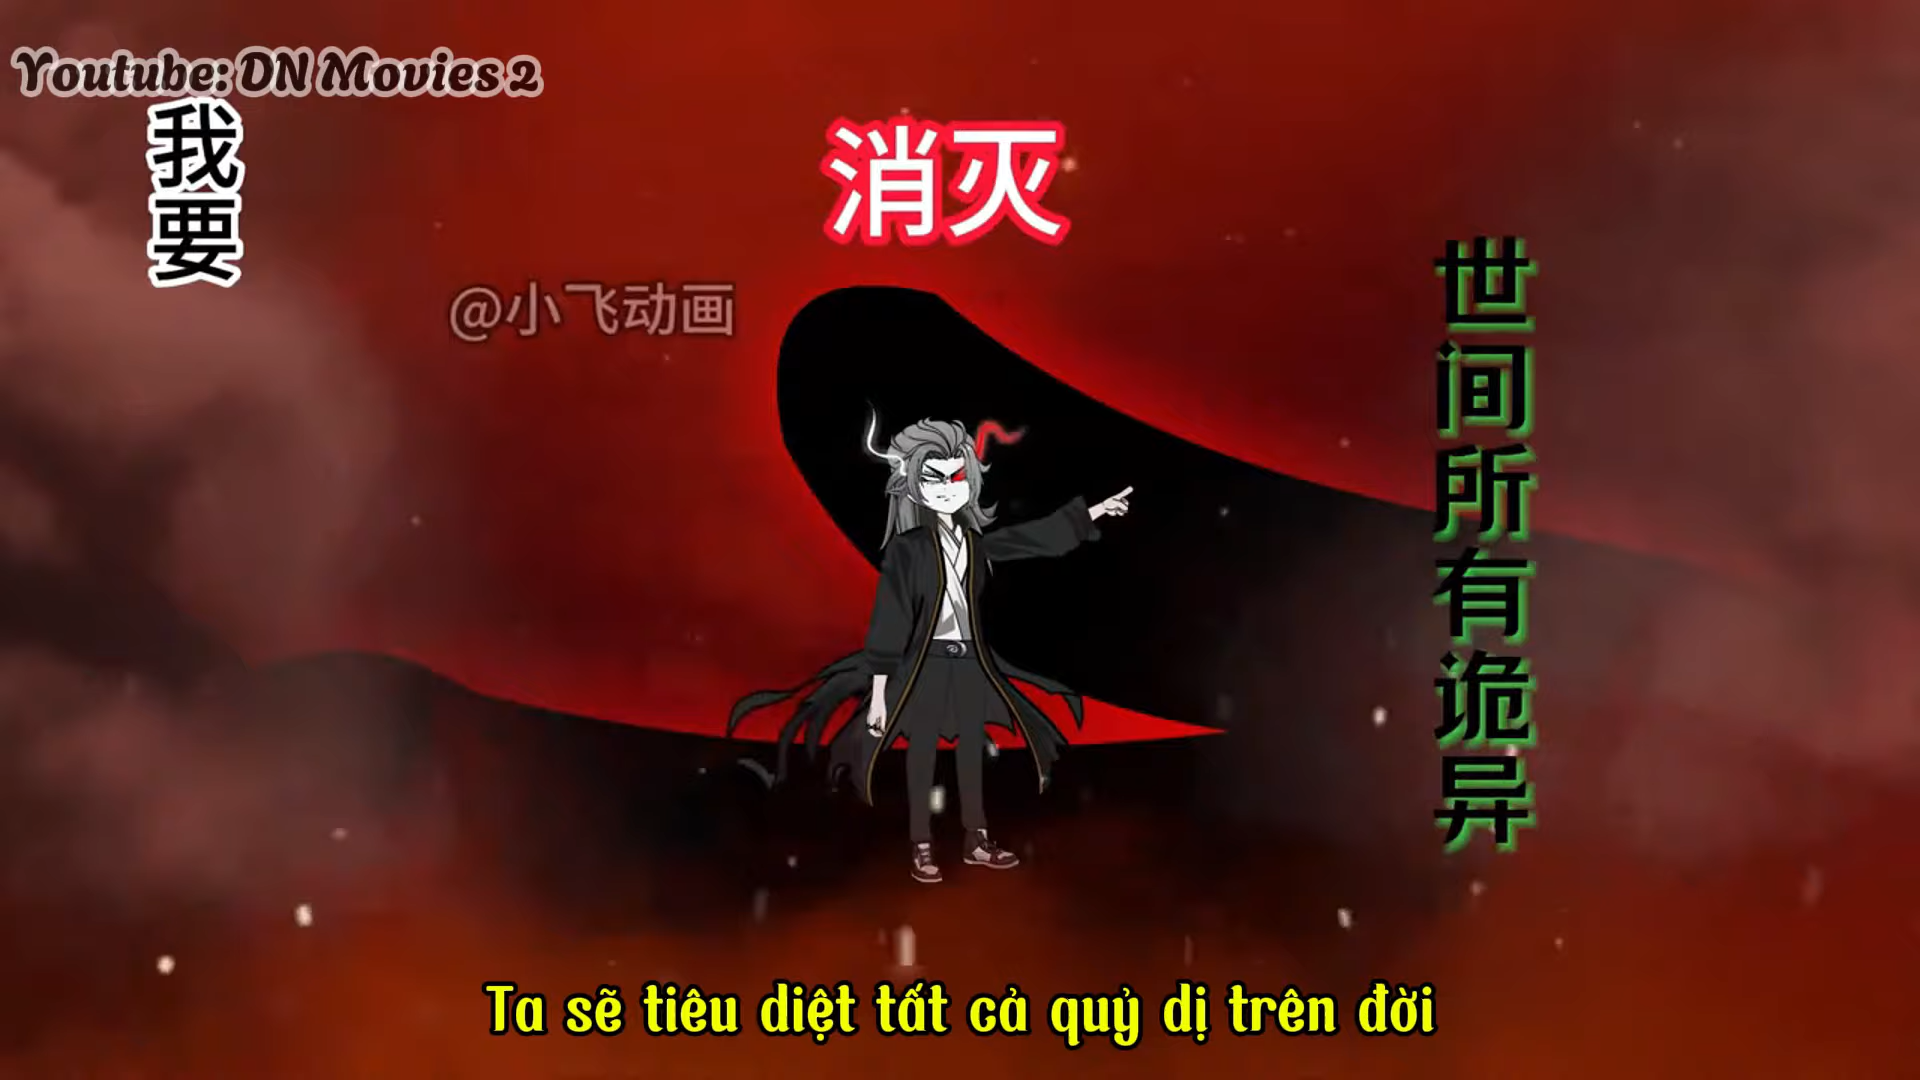 Youtube: DN Movies 2
我要
消灭
@小飞动画
世间所有诡异
Ta sẽ tiêu diệt tất cả quỷ dị trên đời